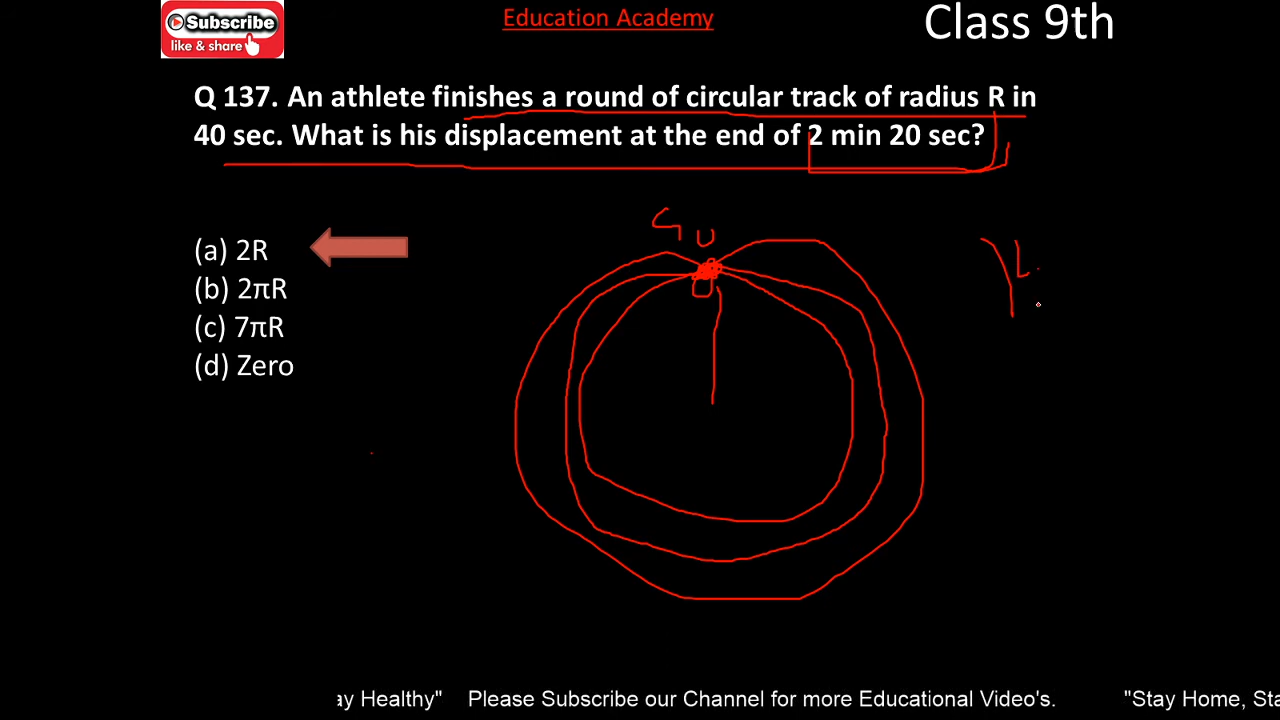 Subscribe
like & share
Education Academy
Class 9th
Q 137. An athlete finishes a round of circular track of radius R in
40 sec. What is his displacement at the end of 2 min 20 sec?
(a) 2R
(b) 2πR
(c) 7πR
(d) Zero
ay Healthy" Please Subscribe our Channel for more Educational Video's. "Stay Home, Sta